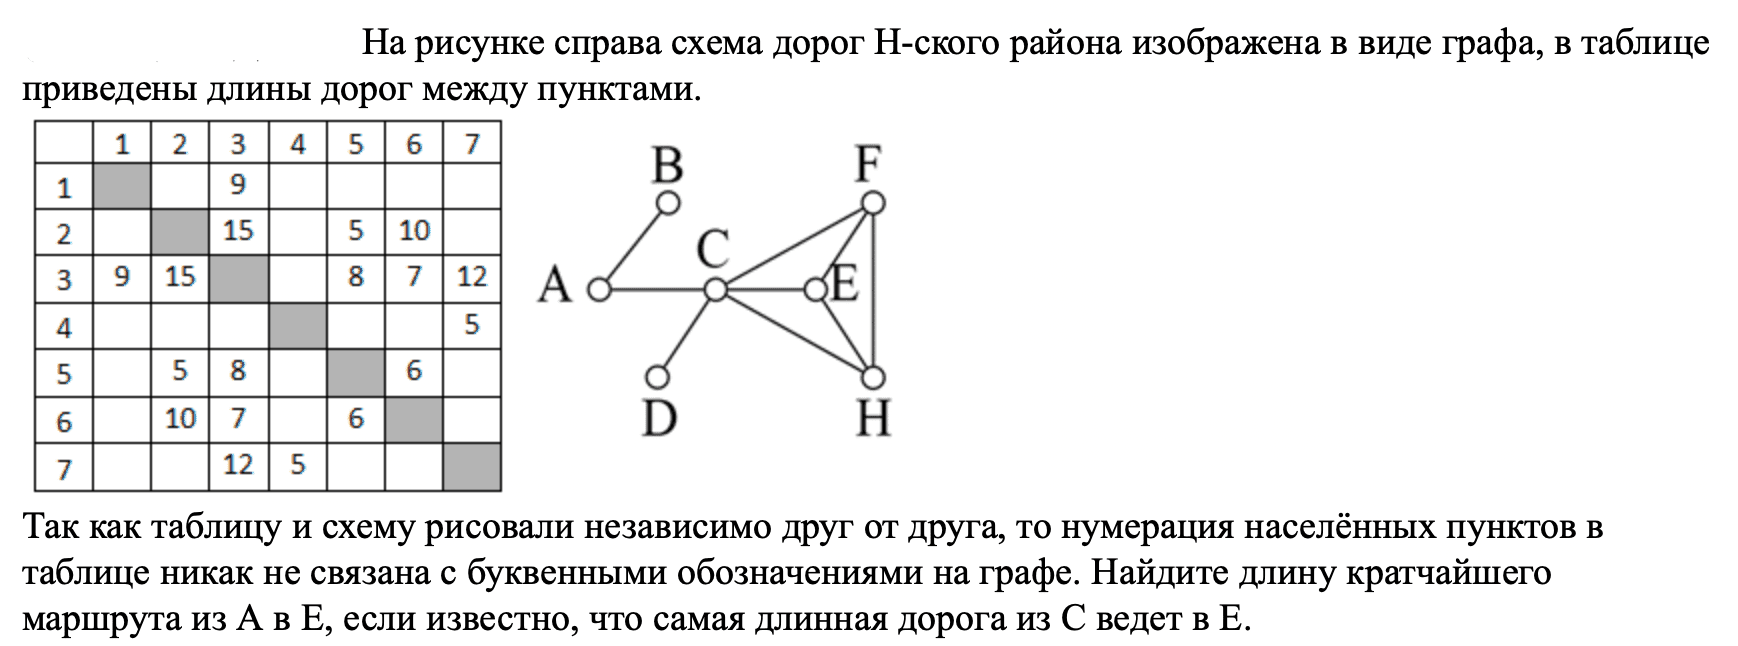 На рисунке справа схема дорог Н-ского района изображена в виде графа, в таблице
приведены длины дорог между пунктами.
1 2 3 4 5 6 7
1 9
2 15 5 10
3 9 15 8 7 12
4 5
5 5 8 6
6 10 7 6
7 12 5
B F
C
A E
D H
Так как таблицу и схему рисовали независимо друг от друга, то нумерация населённых пунктов в
таблице никак не связана с буквенными обозначениями на графе. Найдите длину кратчайшего
маршрута из А в Е, если известно, что самая длинная дорога из С ведет в Е.